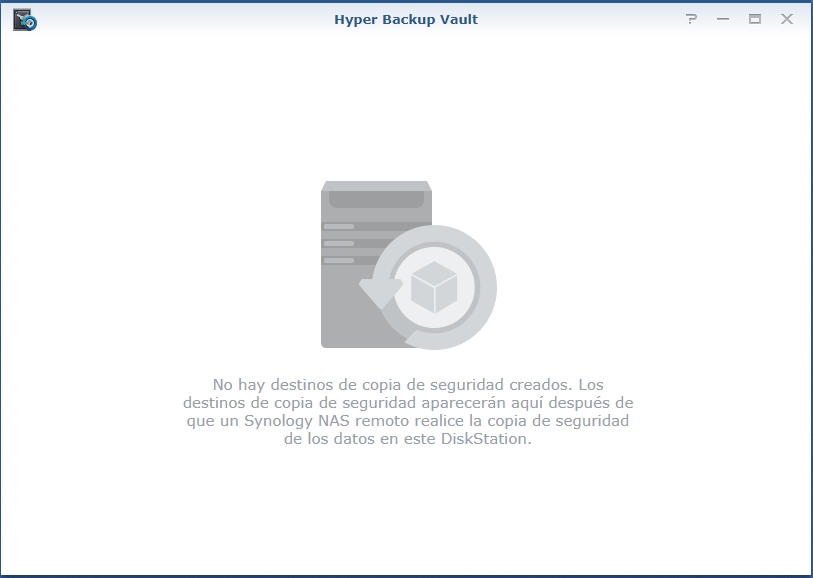 Hyper Backup Vault
No hay destinos de copia de seguridad creados. Los
destinos de copia de seguridad aparecerán aquí después de
que un Synology NAS remoto realice la copia de seguridad
de los datos en este DiskStation.